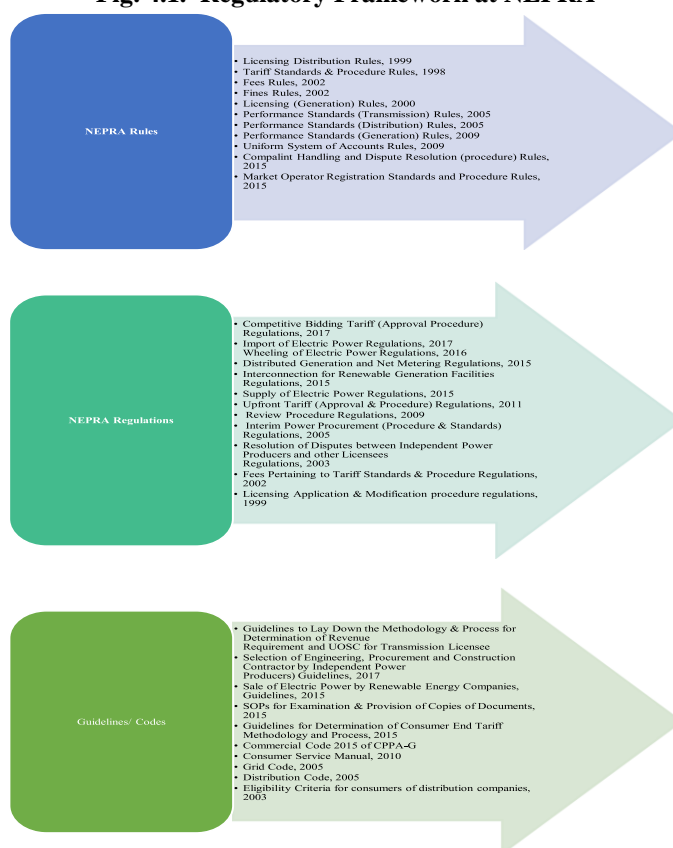 Fig. 4.1. Regulatory Framework at NEPRA
NEPRA Rules
• Licensing Distribution Rules, 1999
• Tariff Standards & Procedure Rules, 1998
• Fees Rules, 2002
• Fines Rules, 2002
• Licensing (Generation) Rules, 2000
• Performance Standards (Transmission) Rules, 2005
• Performance Standards (Distribution) Rules, 2005
• Performance Standards (Generation) Rules, 2009
• Uniform System of Accounts Rules, 2009
• Compalint Handling and Dispute Resolution (procedure) Rules,
2015
• Market Operator Registration Standards and Procedure Rules,
2015
NEPRA Regulations
• Competitive Bidding Tariff (Approval Procedure)
Regulations, 2017
• Import of Electric Power Regulations, 2017
Wheeling of Electric Power Regulations, 2016
• Distributed Generation and Net Metering Regulations, 2015
• Interconnection for Renewable Generation Facilities
Regulations, 2015
• Supply of Electric Power Regulations, 2015
• Upfront Tariff (Approval & Procedure) Regulations, 2011
• Review Procedure Regulations, 2009
• Interim Power Procurement (Procedure & Standards)
Regulations, 2005
• Resolution of Disputes between Independent Power
Producers and other Licensees
Regulations, 2003
• Fees Pertaining to Tariff Standards & Procedure Regulations,
2002
• Licensing Application & Modification procedure regulations,
1999
Guidelines/ Codes
• Guidelines to Lay Down the Methodology & Process for
Determination of Revenue
Requirement and UOSC for Transmission Licensee
• Selection of Engineering, Procurement and Construction
Contractor by Independent Power
Producers) Guidelines, 2017
• Sale of Electric Power by Renewable Energy Companies,
Guidelines, 2015
• SOPs for Examination & Provision of Copies of Documents,
2015
• Guidelines for Determination of Consumer End Tariff
Methodology and Process, 2015
• Commercial Code 2015 of CPPA-G
• Consumer Service Manual, 2010
• Grid Code, 2005
• Distribution Code, 2005
• Eligibility Criteria for consumers of distribution companies,
2003